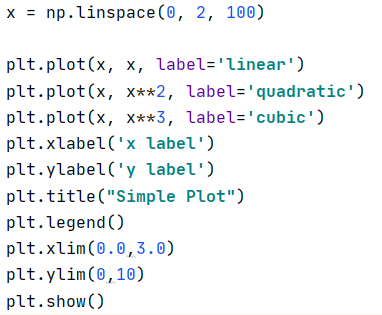 x = np.linspace(0, 2, 100)

plt.plot(x, x, label='linear')
plt.plot(x, x**2, label='quadratic')
plt.plot(x, x**3, label='cubic')
plt.xlabel('x label')
plt.ylabel('y label')
plt.title("Simple Plot")
plt.legend()
plt.xlim(0.0,3.0)
plt.ylim(0,10)
plt.show()